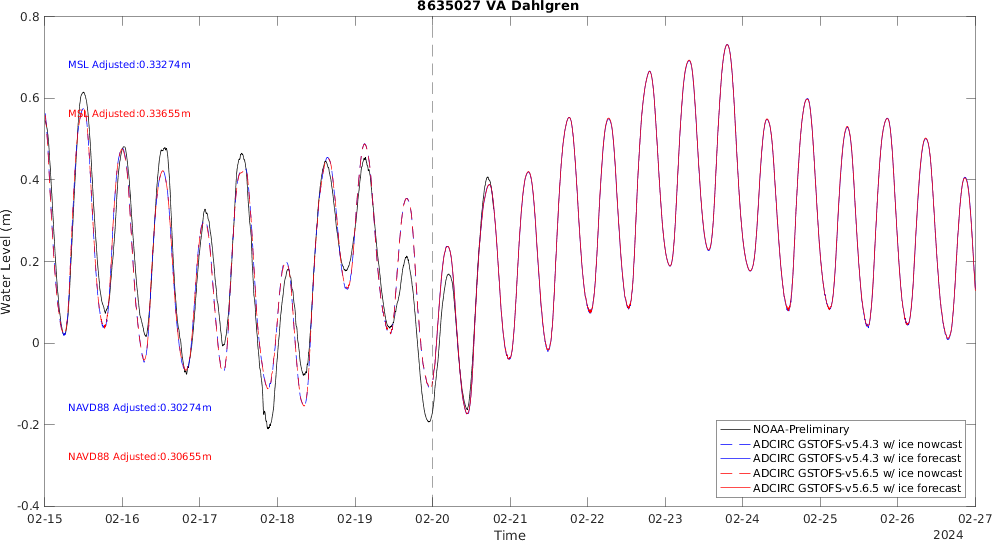 8635027 VA Dahlgren
0.8
0.6
0.4
0.2
0
-0.2
-0.4
Water Level (m)
MSL Adjusted:0.33274m
MSL Adjusted:0.33655m
NAVD88 Adjusted:0.30274m
NAVD88 Adjusted:0.30655m
NOAA-Preliminary
ADCIRC GSTOFS-v5.4.3 w/ ice nowcast
ADCIRC GSTOFS-v5.4.3 w/ ice forecast
ADCIRC GSTOFS-v5.6.5 w/ ice nowcast
ADCIRC GSTOFS-v5.6.5 w/ ice forecast
02-15 02-16 02-17 02-18 02-19 02-20 02-21 02-22 02-23 02-24 02-25 02-26 02-27
Time
2024